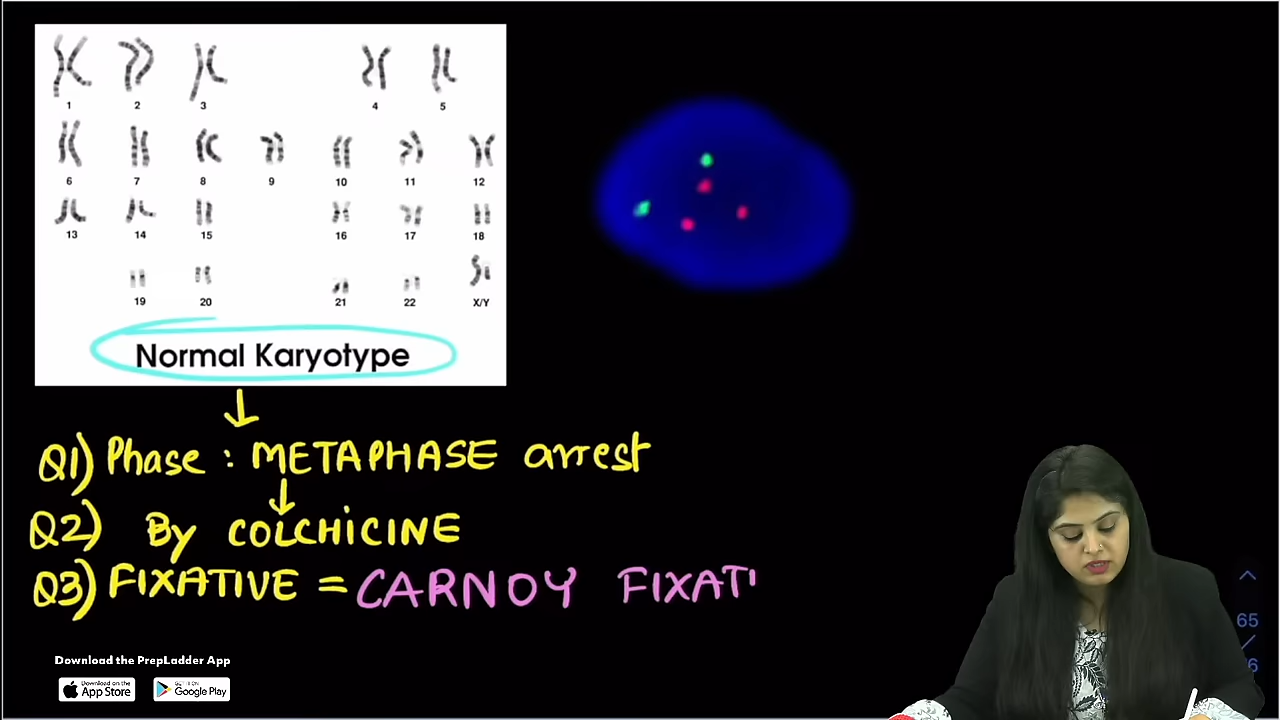 1 2 3 4 5
6 7 8 9 10 11 12
13 14 15 16 17 18
19 20 21 22 X/Y
Normal Karyotype
Q1) Phase : METAPHASE arrest
Q2) By COLCHICINE
Q3) FIXATIVE = CARNOY FIXATI
65
Download the PrepLadder App
Download on the
App Store
GET IT ON
Google Play